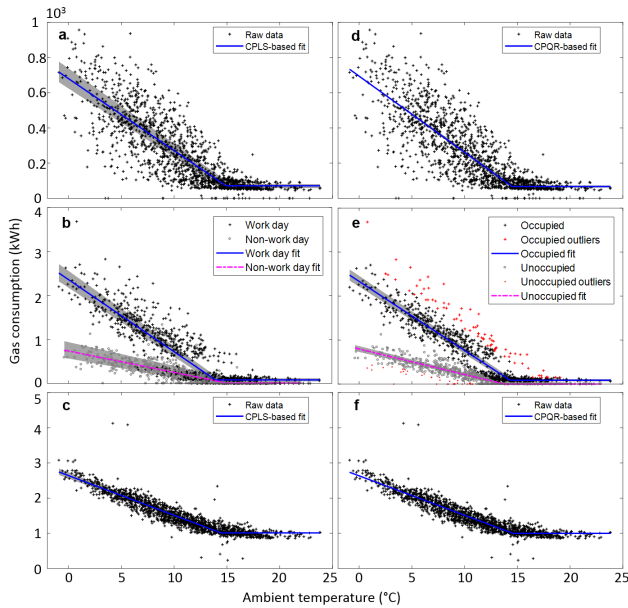 10³
1
0.8
0.6
0.4
0.2
0
a
Raw data
CPLS-based fit
d
Raw data
CPQR-based fit
4
3
2
1
0
b
Work day
Non-work day
Work day fit
Non-work day fit
e
Occupied
Occupied outliers
Occupied fit
Unoccupied
Unoccupied outliers
Unoccupied fit
5
4
3
2
1
0
c
Raw data
CPLS-based fit
f
Raw data
CPQR-based fit
0 5 10 15 20 25 0 5 10 15 20 25
Gas consumption (kWh)
Ambient temperature (°C)